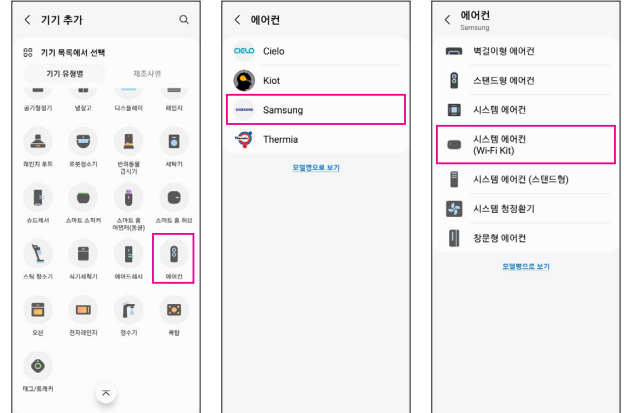 기기 추가
기기 목록에서 선택
기기 유형별
제조사별
공기청정기
냉장고
디스플레이
레인지
레인지 후드
로봇청소기
반려동물
급식기
세탁기
슈드레서
스마트 스피커
스마트 홈
어댑터(동글)
스마트 홈 허브
스틱 청소기
식기세척기
에어드레서
에어컨
오븐
전자레인지
정수기
쿡탑
태그/트래커
에어컨
CIELO
Cielo
Kiot
SAMSUNG
Samsung
Thermia
모델명으로 보기
에어컨
Samsung
벽걸이형 에어컨
스탠드형 에어컨
시스템 에어컨
시스템 에어컨
(Wi-Fi Kit)
시스템 에어컨 (스탠드형)
시스템 청정환기
창문형 에어컨
모델명으로 보기